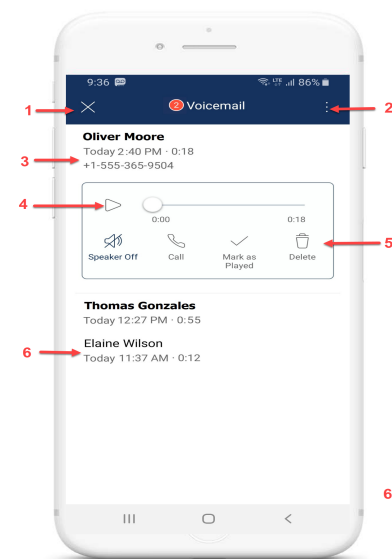 9:36 LTE 86%
1
2 Voicemail
2
Oliver Moore
Today 2:40 PM · 0:18
3
+1-555-365-9504
4
0:00 0:18
5
Speaker Off Call Mark as Played Delete
Thomas Gonzales
Today 12:27 PM · 0:55
Elaine Wilson
6
Today 11:37 AM · 0:12
6